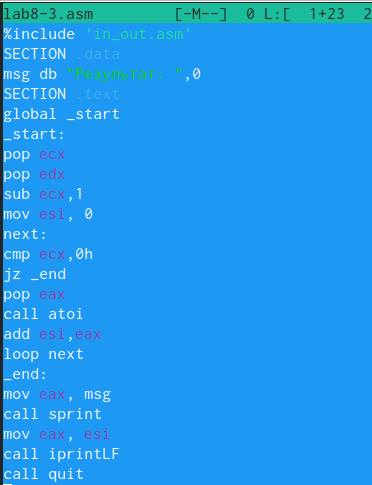 lab8-3.asm [-M--] 0 L:[ 1+23 2
%include 'in_out.asm'
SECTION .data
msg db "Результат: ",0
SECTION .text
global _start
_start:
pop ecx
pop edx
sub ecx,1
mov esi, 0
next:
cmp ecx,0h
jz _end
pop eax
call atoi
add esi,eax
loop next
_end:
mov eax, msg
call sprint
mov eax, esi
call iprintLF
call quit